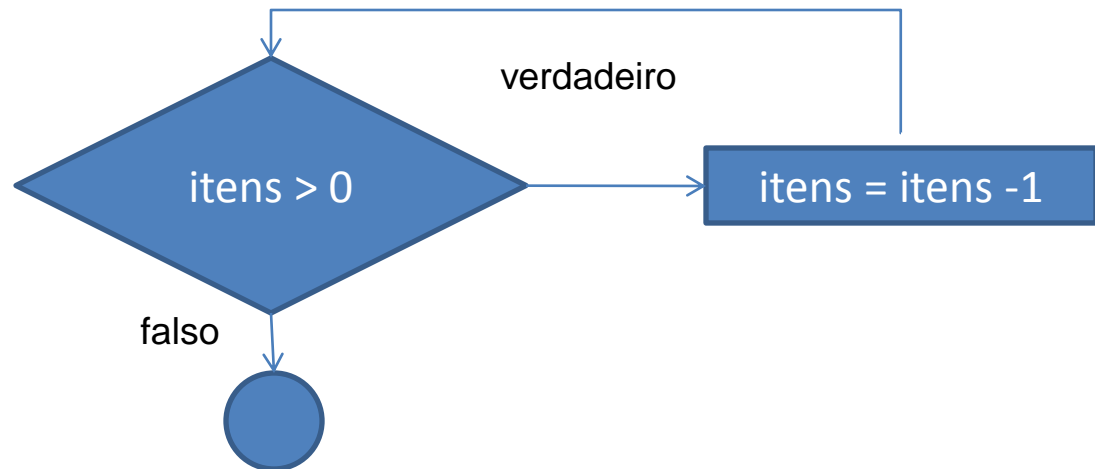 verdadeiro
itens > 0
itens = itens -1
falso